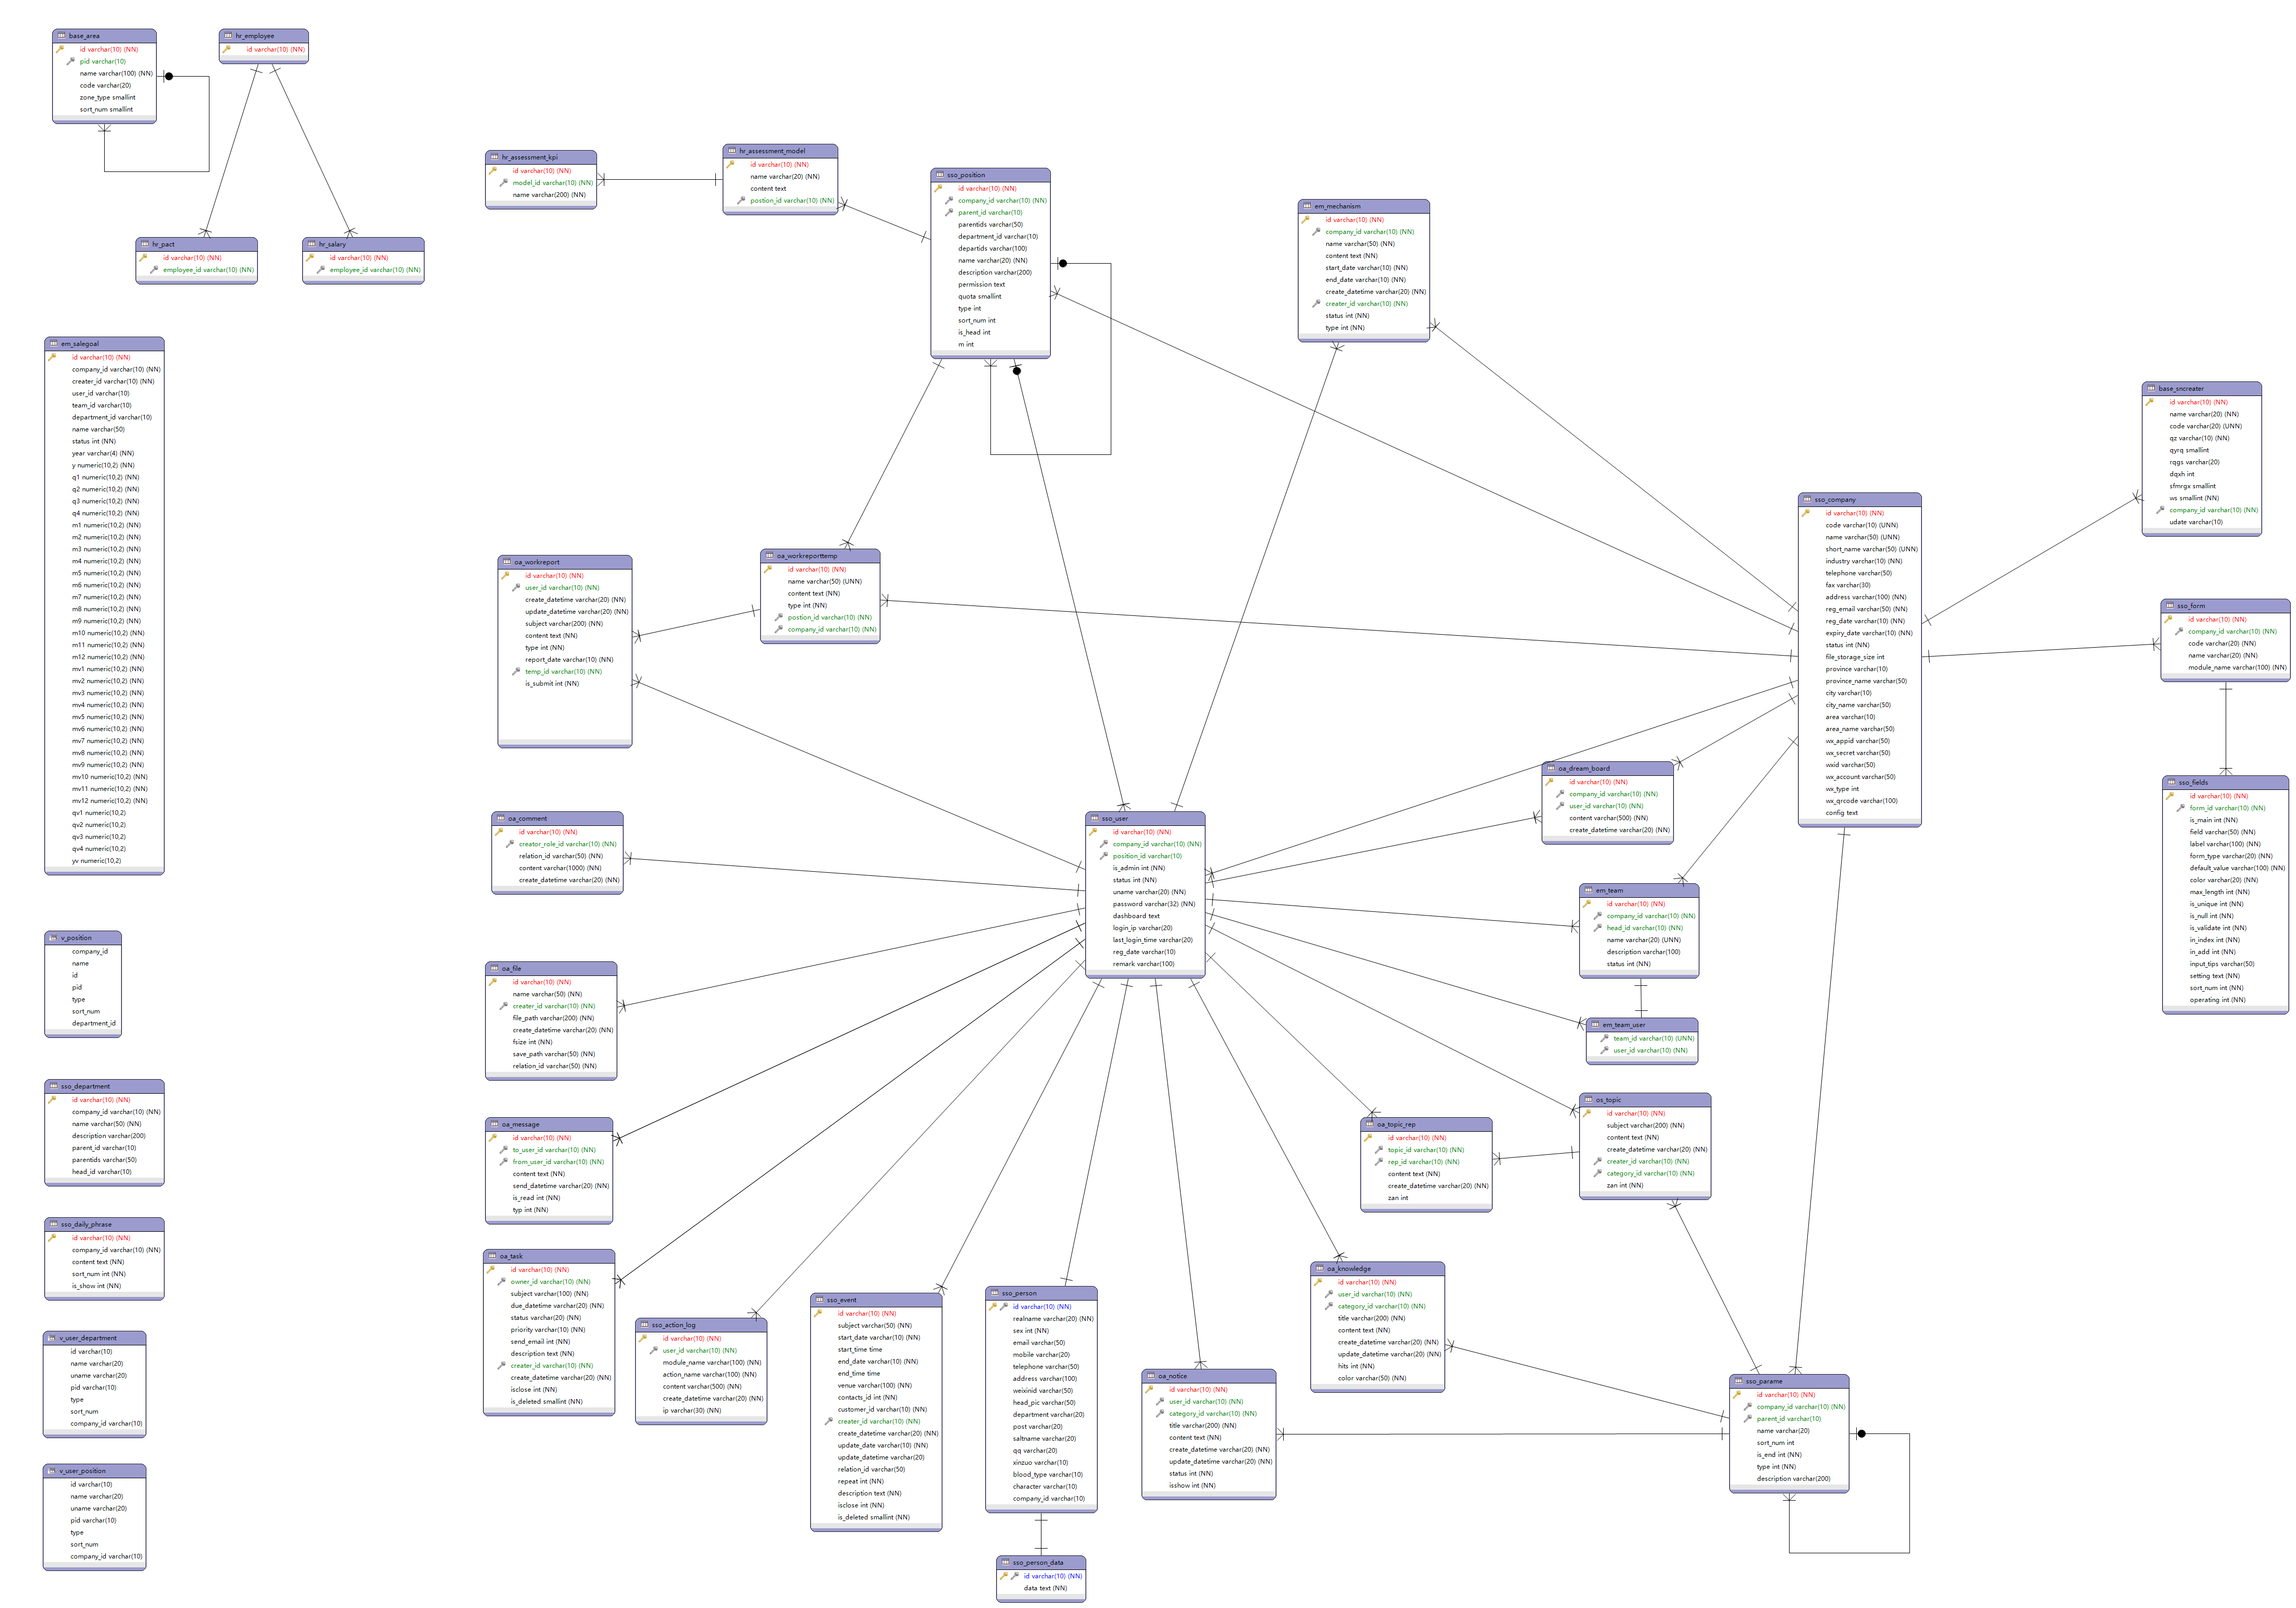 base_area
id varchar(10) (NN)
pid varchar(10)
name varchar(100) (NN)
code varchar(20)
zone_type smallint
sort_num smallint
hr_employee
id varchar(10) (NN)
hr_pact
id varchar(10) (NN)
employee_id varchar(10) (NN)
hr_salary
id varchar(10) (NN)
employee_id varchar(10) (NN)
hr_assessment_kpi
id varchar(10) (NN)
model_id varchar(10) (NN)
name varchar(200) (NN)
hr_assessment_model
id varchar(10) (NN)
name varchar(20) (NN)
content text
postion_id varchar(10) (NN)
sso_position
id varchar(10) (NN)
company_id varchar(10) (NN)
parent_id varchar(10)
parentids varchar(50)
department_id varchar(10)
departids varchar(100)
name varchar(20) (NN)
description varchar(200)
permission text
quota smallint
type int
sort_num int
is_head int
m int
em_mechanism
id varchar(10) (NN)
company_id varchar(10) (NN)
name varchar(50) (NN)
content text (NN)
start_date varchar(10) (NN)
end_date varchar(10) (NN)
create_datetime varchar(20) (NN)
creater_id varchar(10) (NN)
status int (NN)
type int (NN)
em_salegoal
id varchar(10) (NN)
company_id varchar(10) (NN)
creater_id varchar(10) (NN)
user_id varchar(10)
team_id varchar(10)
department_id varchar(10)
name varchar(50)
status int (NN)
year varchar(4) (NN)
y numeric(10,2) (NN)
q1 numeric(10,2) (NN)
q2 numeric(10,2) (NN)
q3 numeric(10,2) (NN)
q4 numeric(10,2) (NN)
m1 numeric(10,2) (NN)
m2 numeric(10,2) (NN)
m3 numeric(10,2) (NN)
m4 numeric(10,2) (NN)
m5 numeric(10,2) (NN)
m6 numeric(10,2) (NN)
m7 numeric(10,2) (NN)
m8 numeric(10,2) (NN)
m9 numeric(10,2) (NN)
m10 numeric(10,2) (NN)
m11 numeric(10,2) (NN)
m12 numeric(10,2) (NN)
mv1 numeric(10,2) (NN)
mv2 numeric(10,2) (NN)
mv3 numeric(10,2) (NN)
mv4 numeric(10,2) (NN)
mv5 numeric(10,2) (NN)
mv6 numeric(10,2) (NN)
mv7 numeric(10,2) (NN)
mv8 numeric(10,2) (NN)
mv9 numeric(10,2) (NN)
mv10 numeric(10,2) (NN)
mv11 numeric(10,2) (NN)
mv12 numeric(10,2) (NN)
qv1 numeric(10,2)
qv2 numeric(10,2)
qv3 numeric(10,2)
qv4 numeric(10,2)
yv numeric(10,2)
base_sncreater
id varchar(10) (NN)
name varchar(20) (NN)
code varchar(20) (UNN)
qz varchar(10) (NN)
qyrq smallint
rqgs varchar(20)
dqxh int
sfmrgx smallint
ws smallint (NN)
company_id varchar(10) (NN)
udate varchar(10)
sso_company
id varchar(10) (NN)
code varchar(10) (UNN)
name varchar(50) (UNN)
short_name varchar(50) (UNN)
industry varchar(10) (NN)
telephone varchar(50)
fax varchar(30)
address varchar(100) (NN)
reg_email varchar(50) (NN)
reg_date varchar(10) (NN)
expiry_date varchar(10) (NN)
status int (NN)
file_storage_size int
province varchar(10)
province_name varchar(50)
city varchar(10)
city_name varchar(50)
area varchar(10)
area_name varchar(50)
wx_appid varchar(50)
wx_secret varchar(50)
wxid varchar(50)
wx_account varchar(50)
wx_type int
wx_qrcode varchar(100)
config text
oa_workreport
id varchar(10) (NN)
user_id varchar(10) (NN)
create_datetime varchar(20) (NN)
update_datetime varchar(20) (NN)
subject varchar(200) (NN)
content text (NN)
type int (NN)
report_date varchar(10) (NN)
temp_id varchar(10) (NN)
is_submit int (NN)
oa_workreporttemp
id varchar(10) (NN)
name varchar(50) (UNN)
content text (NN)
type int (NN)
postion_id varchar(10) (NN)
company_id varchar(10) (NN)
sso_form
id varchar(10) (NN)
company_id varchar(10) (NN)
code varchar(20) (NN)
name varchar(20) (NN)
module_name varchar(100) (NN)
oa_dream_board
id varchar(10) (NN)
company_id varchar(10) (NN)
user_id varchar(10) (NN)
content varchar(500) (NN)
create_datetime varchar(20) (NN)
sso_fields
id varchar(10) (NN)
form_id varchar(10) (NN)
is_main int (NN)
field varchar(50) (NN)
label varchar(100) (NN)
form_type varchar(20) (NN)
default_value varchar(100) (NN)
color varchar(20) (NN)
max_length int (NN)
is_unique int (NN)
is_null int (NN)
is_validate int (NN)
in_index int (NN)
in_add int (NN)
input_tips varchar(50)
setting text (NN)
sort_num int (NN)
operating int (NN)
oa_comment
id varchar(10) (NN)
creator_role_id varchar(10) (NN)
relation_id varchar(50) (NN)
content varchar(1000) (NN)
create_datetime varchar(20) (NN)
sso_user
id varchar(10) (NN)
company_id varchar(10) (NN)
position_id varchar(10)
is_admin int (NN)
status int (NN)
uname varchar(20) (NN)
password varchar(32) (NN)
dashboard text
login_ip varchar(20)
last_login_time varchar(20)
reg_date varchar(10)
remark varchar(100)
em_team
id varchar(10) (NN)
company_id varchar(10) (NN)
head_id varchar(10) (NN)
name varchar(20) (UNN)
description varchar(100)
status int (NN)
v_position
company_id
name
id
pid
type
sort_num
department_id
oa_file
id varchar(10) (NN)
name varchar(50) (NN)
creater_id varchar(10) (NN)
file_path varchar(200) (NN)
create_datetime varchar(20) (NN)
fsize int (NN)
save_path varchar(50) (NN)
relation_id varchar(50) (NN)
em_team_user
team_id varchar(10) (UNN)
user_id varchar(10) (NN)
sso_department
id varchar(10) (NN)
company_id varchar(10) (NN)
name varchar(50) (NN)
description varchar(200)
parent_id varchar(10)
parentids varchar(50)
head_id varchar(10)
oa_message
id varchar(10) (NN)
to_user_id varchar(10) (NN)
from_user_id varchar(10) (NN)
content text (NN)
send_datetime varchar(20) (NN)
is_read int (NN)
typ int (NN)
oa_topic_rep
id varchar(10) (NN)
topic_id varchar(10) (NN)
rep_id varchar(10) (NN)
content text (NN)
create_datetime varchar(20) (NN)
zan int
os_topic
id varchar(10) (NN)
subject varchar(200) (NN)
content text (NN)
create_datetime varchar(20) (NN)
creater_id varchar(10) (NN)
category_id varchar(10) (NN)
zan int (NN)
sso_daily_phrase
id varchar(10) (NN)
company_id varchar(10) (NN)
content text (NN)
sort_num int (NN)
is_show int (NN)
oa_task
id varchar(10) (NN)
owner_id varchar(10) (NN)
subject varchar(100) (NN)
due_datetime varchar(20) (NN)
status varchar(20) (NN)
priority varchar(10) (NN)
send_email int (NN)
description text (NN)
creater_id varchar(10) (NN)
create_datetime varchar(20) (NN)
isclose int (NN)
is_deleted smallint (NN)
sso_action_log
id varchar(10) (NN)
user_id varchar(10) (NN)
module_name varchar(100) (NN)
action_name varchar(100) (NN)
content varchar(500) (NN)
create_datetime varchar(20) (NN)
ip varchar(30) (NN)
sso_event
id varchar(10) (NN)
subject varchar(50) (NN)
start_date varchar(10) (NN)
start_time time
end_date varchar(10) (NN)
end_time time
venue varchar(100) (NN)
contacts_id int (NN)
customer_id varchar(10) (NN)
creater_id varchar(10) (NN)
create_datetime varchar(20) (NN)
update_date varchar(10) (NN)
update_datetime varchar(20)
relation_id varchar(50)
repeat int (NN)
description text (NN)
isclose int (NN)
is_deleted smallint (NN)
sso_person
id varchar(10) (NN)
realname varchar(20) (NN)
sex int (NN)
email varchar(50)
mobile varchar(20)
telephone varchar(50)
address varchar(100)
weixinid varchar(50)
head_pic varchar(50)
department varchar(20)
post varchar(20)
saltname varchar(20)
qq varchar(20)
xinzuo varchar(10)
blood_type varchar(10)
character varchar(10)
company_id varchar(10)
oa_knowledge
id varchar(10) (NN)
user_id varchar(10) (NN)
category_id varchar(10) (NN)
title varchar(200) (NN)
content text (NN)
create_datetime varchar(20) (NN)
update_datetime varchar(20) (NN)
hits int (NN)
color varchar(50) (NN)
v_user_department
id varchar(10)
name varchar(20)
uname varchar(20)
pid varchar(10)
type
sort_num
company_id varchar(10)
oa_notice
id varchar(10) (NN)
user_id varchar(10) (NN)
category_id varchar(10) (NN)
title varchar(200) (NN)
content text (NN)
create_datetime varchar(20) (NN)
update_datetime varchar(20) (NN)
status int (NN)
isshow int (NN)
sso_parame
id varchar(10) (NN)
company_id varchar(10) (NN)
parent_id varchar(10)
name varchar(20)
sort_num int
is_end int (NN)
type int (NN)
description varchar(200)
v_user_position
id varchar(10)
name varchar(20)
uname varchar(20)
pid varchar(10)
type
sort_num
company_id varchar(10)
sso_person_data
id varchar(10) (NN)
data text (NN)